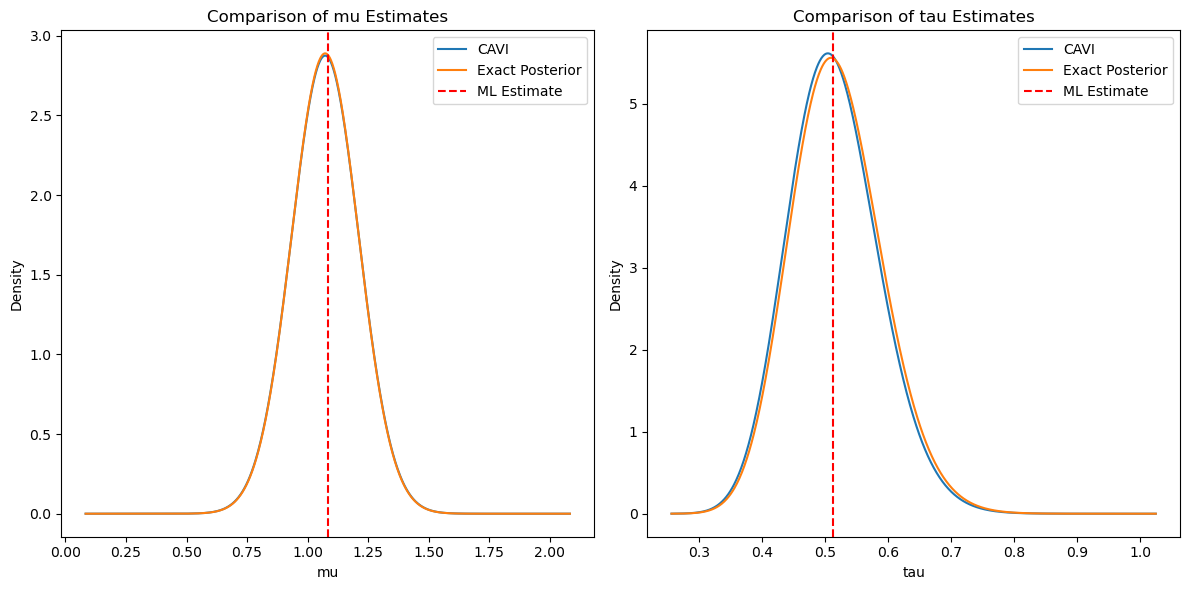 Comparison of mu Estimates
CAVI
Exact Posterior
ML Estimate
3.0
2.5
2.0
1.5
1.0
0.5
0.0
Density
0.00
0.25
0.50
0.75
1.00
1.25
1.50
1.75
2.00
mu
Comparison of tau Estimates
CAVI
Exact Posterior
ML Estimate
5
4
3
2
1
0
Density
0.3
0.4
0.5
0.6
0.7
0.8
0.9
1.0
tau